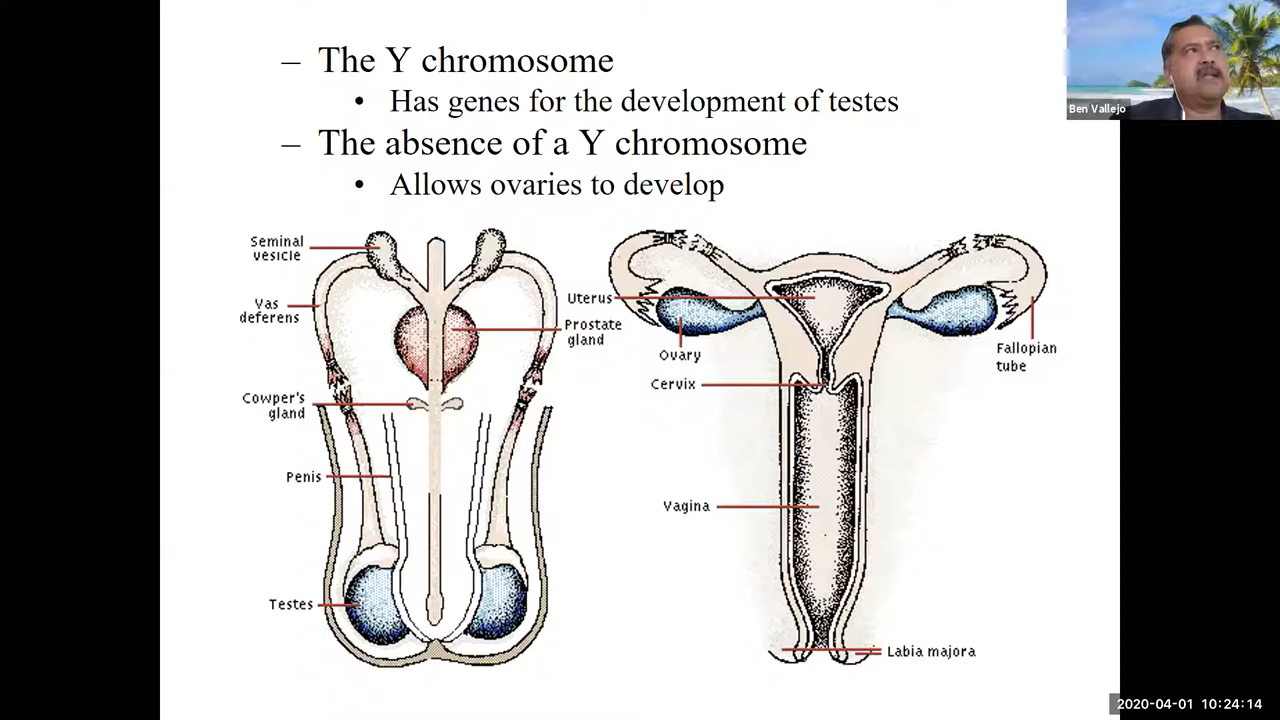 – The Y chromosome
• Has genes for the development of testes
– The absence of a Y chromosome
• Allows ovaries to develop
Ben Vallejo
Seminal
vesicle
Vas
deferens
Cowper's
gland
Penis
Testes
Prostate
gland
Uterus
Ovary
Cervix
Fallopian
tube
Vagina
Labia majora
2020-04-01 10:24:14